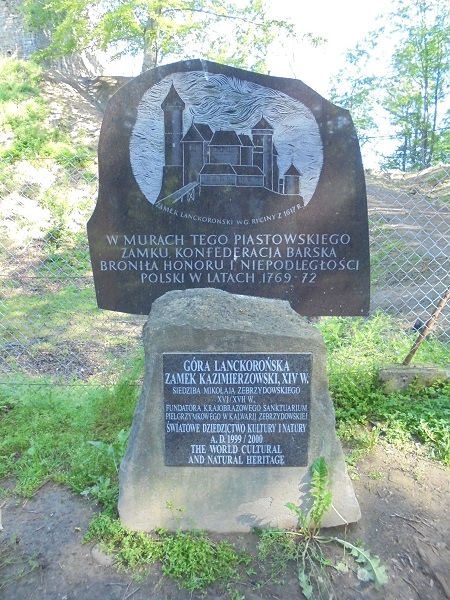 ZAMEK LANCKOROŃSKI WG. RYCINY Z 1617 R.
W MURACH TEGO PIASTOWSKIEGO
ZAMKU, KONFEDERACJA BARSKA
BRONIŁA HONORU I NIEPODLEGŁOŚCI
POLSKI W LATACH 1769-72
GÓRA LANCKOROŃSKA
ZAMEK KAZIMIERZOWSKI, XIV W.
SIEDZIBA MIKOŁAJA ZEBRZYDOWSKIEGO
XVI/XVII W.,
FUNDATORA KRAJOBRAZOWEGO SANKTUARIUM
PIELGRZYMKOWEGO W KALWARII ZEBRZYDOWSKIEJ
ŚWIATOWE DZIEDZICTWO KULTURY I NATURY
A. D. 1999 / 2000
THE WORLD CULTURAL
AND NATURAL HERITAGE